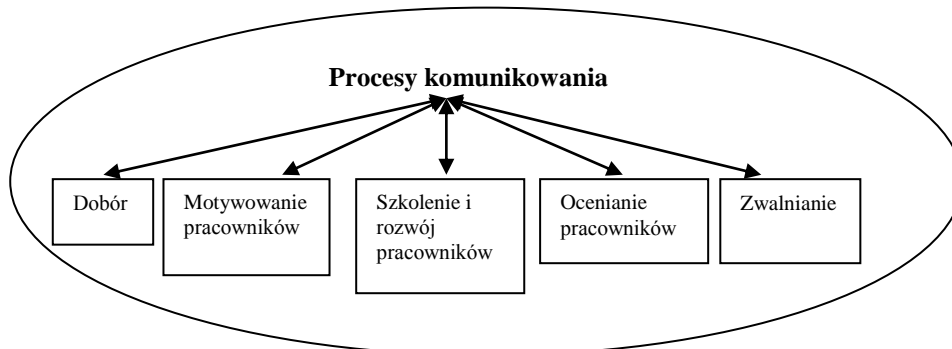 Procesy komunikowania
Dobór
Motywowanie
pracowników
Szkolenie i
rozwój
pracowników
Ocenianie
pracowników
Zwalnianie